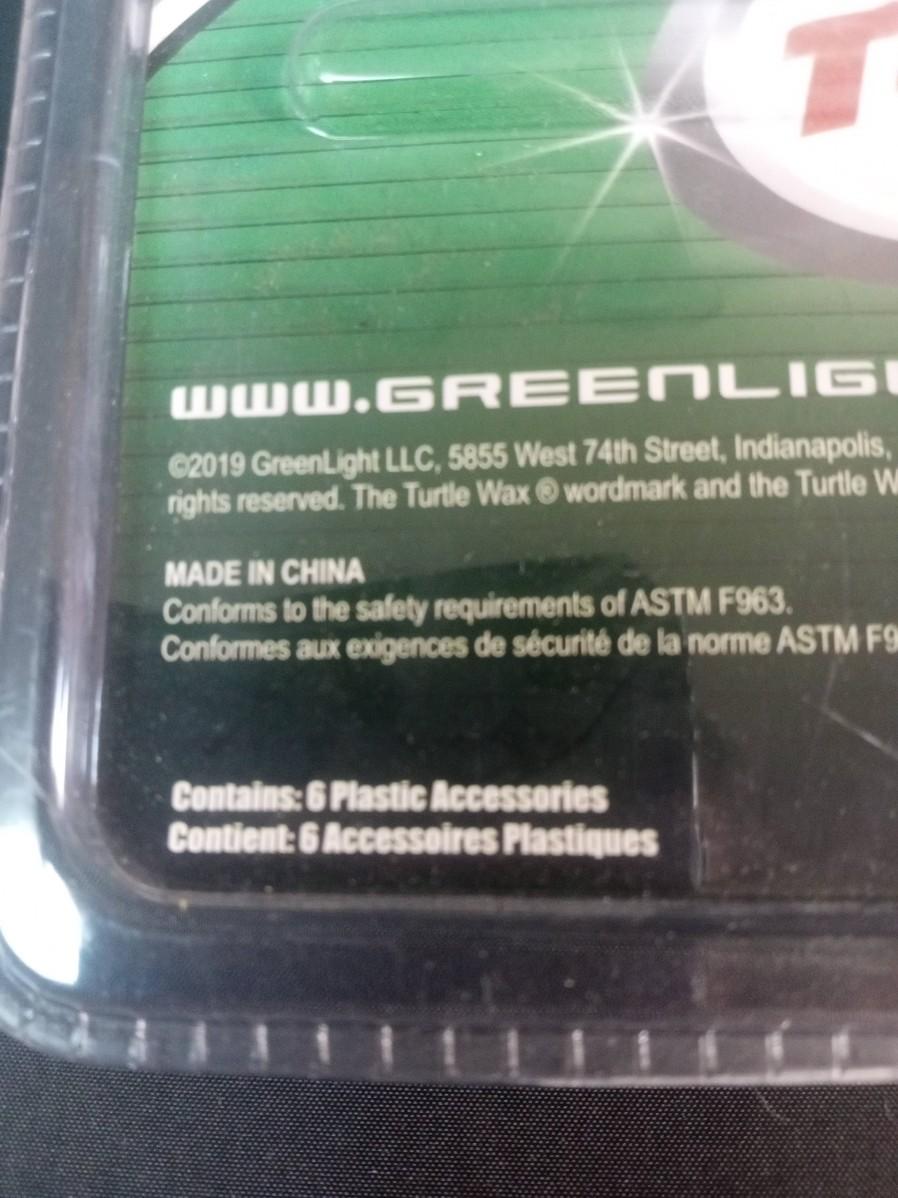 www.GREENLIG
©2019 GreenLight LLC, 5855 West 74th Street, Indianapolis,
rights reserved. The Turtle Wax ® wordmark and the Turtle W
MADE IN CHINA
Conforms to the safety requirements of ASTM F963.
Conformes aux exigences de sécurité de la norme ASTM F9
Contains: 6 Plastic Accessories
Contient: 6 Accessoires Plastiques